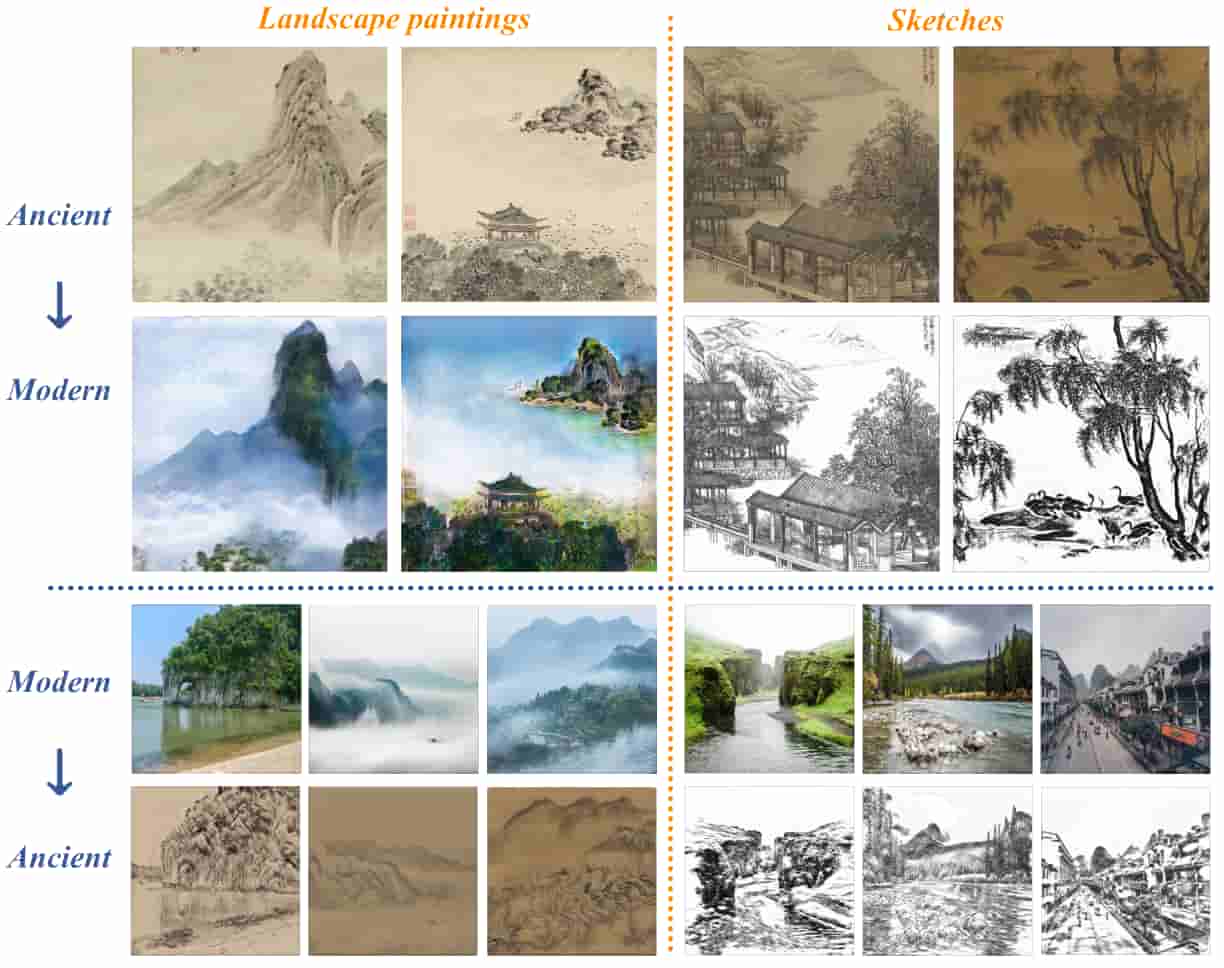 Landscape paintings
Sketches
Ancient
Modern
Modern
Ancient